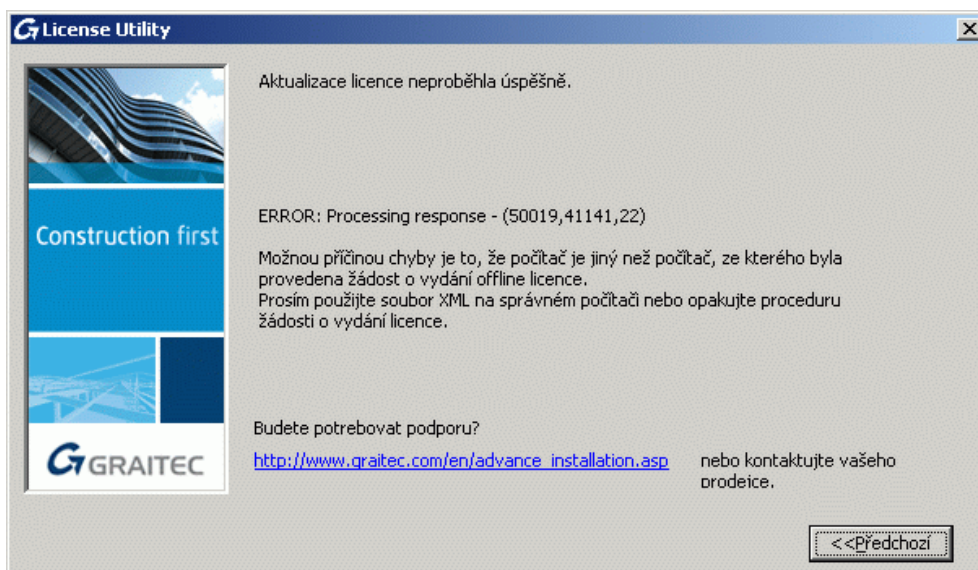 License Utility
Aktualizace licence neproběhla úspěšně.
ERROR: Processing response - (50019,41141,22)
Možnou příčinou chyby je to, že počítač je jiný než počítač, ze kterého byla
provedena žádost o vydání offline licence.
Prosím použijte soubor XML na správném počítači nebo opakujte proceduru
žádosti o vydání licence.
Construction first
Budete potrebovat podporu?
http://www.graitec.com/en/advance_installation.asp nebo kontaktujte vašeho
prodejce.
GRAITEC
<<Předchozí